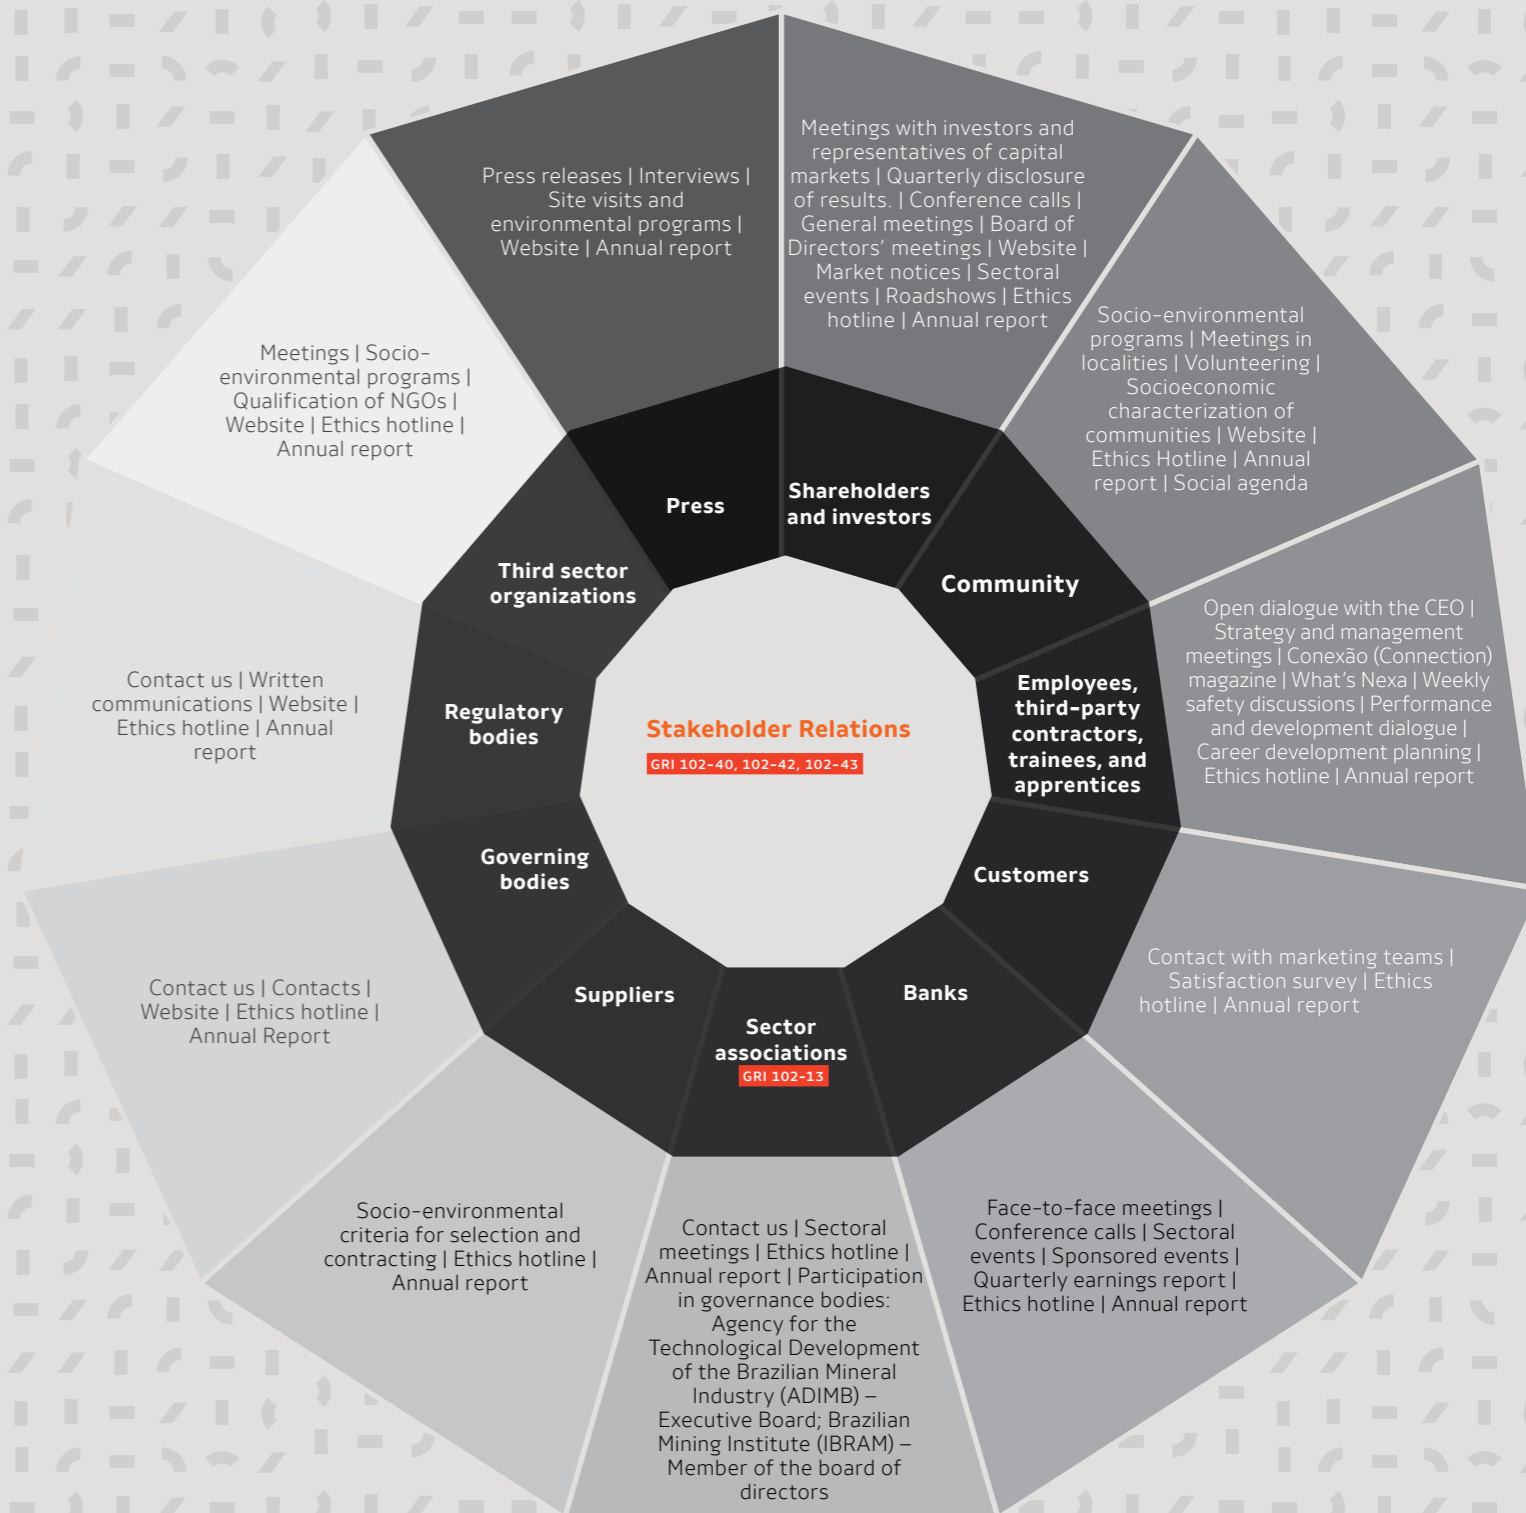 Stakeholder Relations
GRI 102-40, 102-42, 102-43
Press
Press releases | Interviews |
Site visits and
environmental programs |
Website | Annual report
Shareholders
and investors
Meetings with investors and
representatives of capital
markets | Quarterly disclosure
of results. | Conference calls |
General meetings | Board of
Directors’ meetings | Website |
Market notices | Sectoral
events | Roadshows | Ethics
hotline | Annual report
Community
Socio-environmental
programs | Meetings in
localities | Volunteering |
Socioeconomic
characterization of
communities | Website |
Ethics Hotline | Annual
report | Social agenda
Employees,
third-party
contractors,
trainees, and
apprentices
Open dialogue with the CEO |
Strategy and management
meetings | Conexão (Connection)
magazine | What’s Nexa | Weekly
safety discussions | Performance
and development dialogue |
Career development planning |
Ethics hotline | Annual report
Customers
Contact with marketing teams |
Satisfaction survey | Ethics
hotline | Annual report
Banks
Face-to-face meetings |
Conference calls | Sectoral
events | Sponsored events |
Quarterly earnings report |
Ethics hotline | Annual report
Sector
associations
GRI 102-13
Contact us | Sectoral
meetings | Ethics hotline |
Annual report | Participation
in governance bodies:
Agency for the
Technological Development
of the Brazilian Mineral
Industry (ADIMB) –
Executive Board; Brazilian
Mining Institute (IBRAM) –
Member of the board of
directors
Suppliers
Socio-environmental
criteria for selection and
contracting | Ethics hotline |
Annual report
Governing
bodies
Contact us | Contacts |
Website | Ethics hotline |
Annual Report
Regulatory
bodies
Contact us | Written
communications | Website |
Ethics hotline | Annual
report
Third sector
organizations
Meetings | Socio-
environmental programs |
Qualification of NGOs |
Website | Ethics hotline |
Annual report